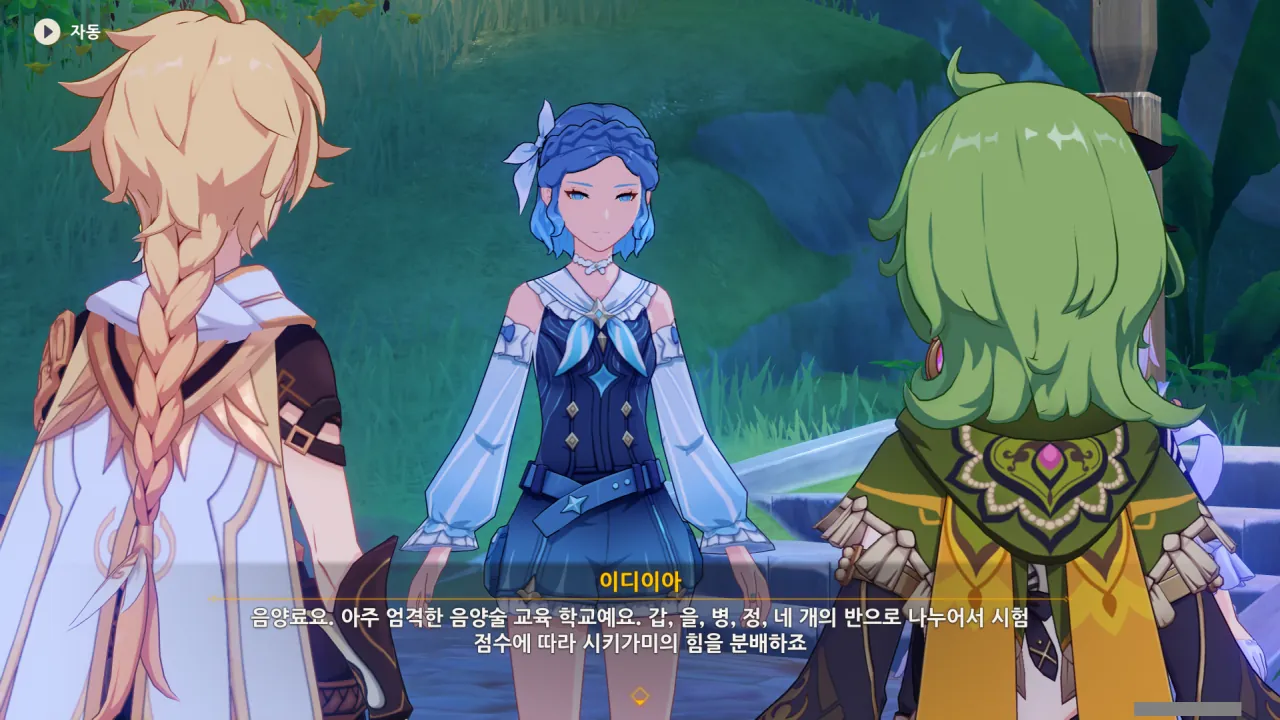 자동
이디이아
음양료요. 아주 엄격한 음양술 교육 학교예요. 갑, 을, 병, 정, 네 개의 반으로 나누어서 시험
점수에 따라 시키가미의 힘을 분배하죠